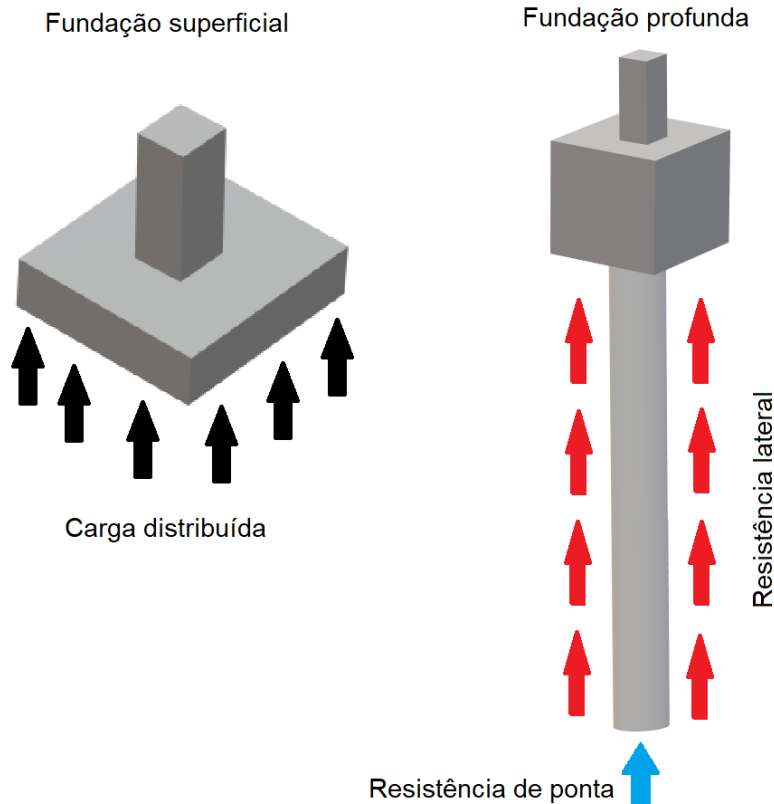 Fundação superficial
Fundação profunda
Carga distribuída
Resistência lateral
Resistência de ponta